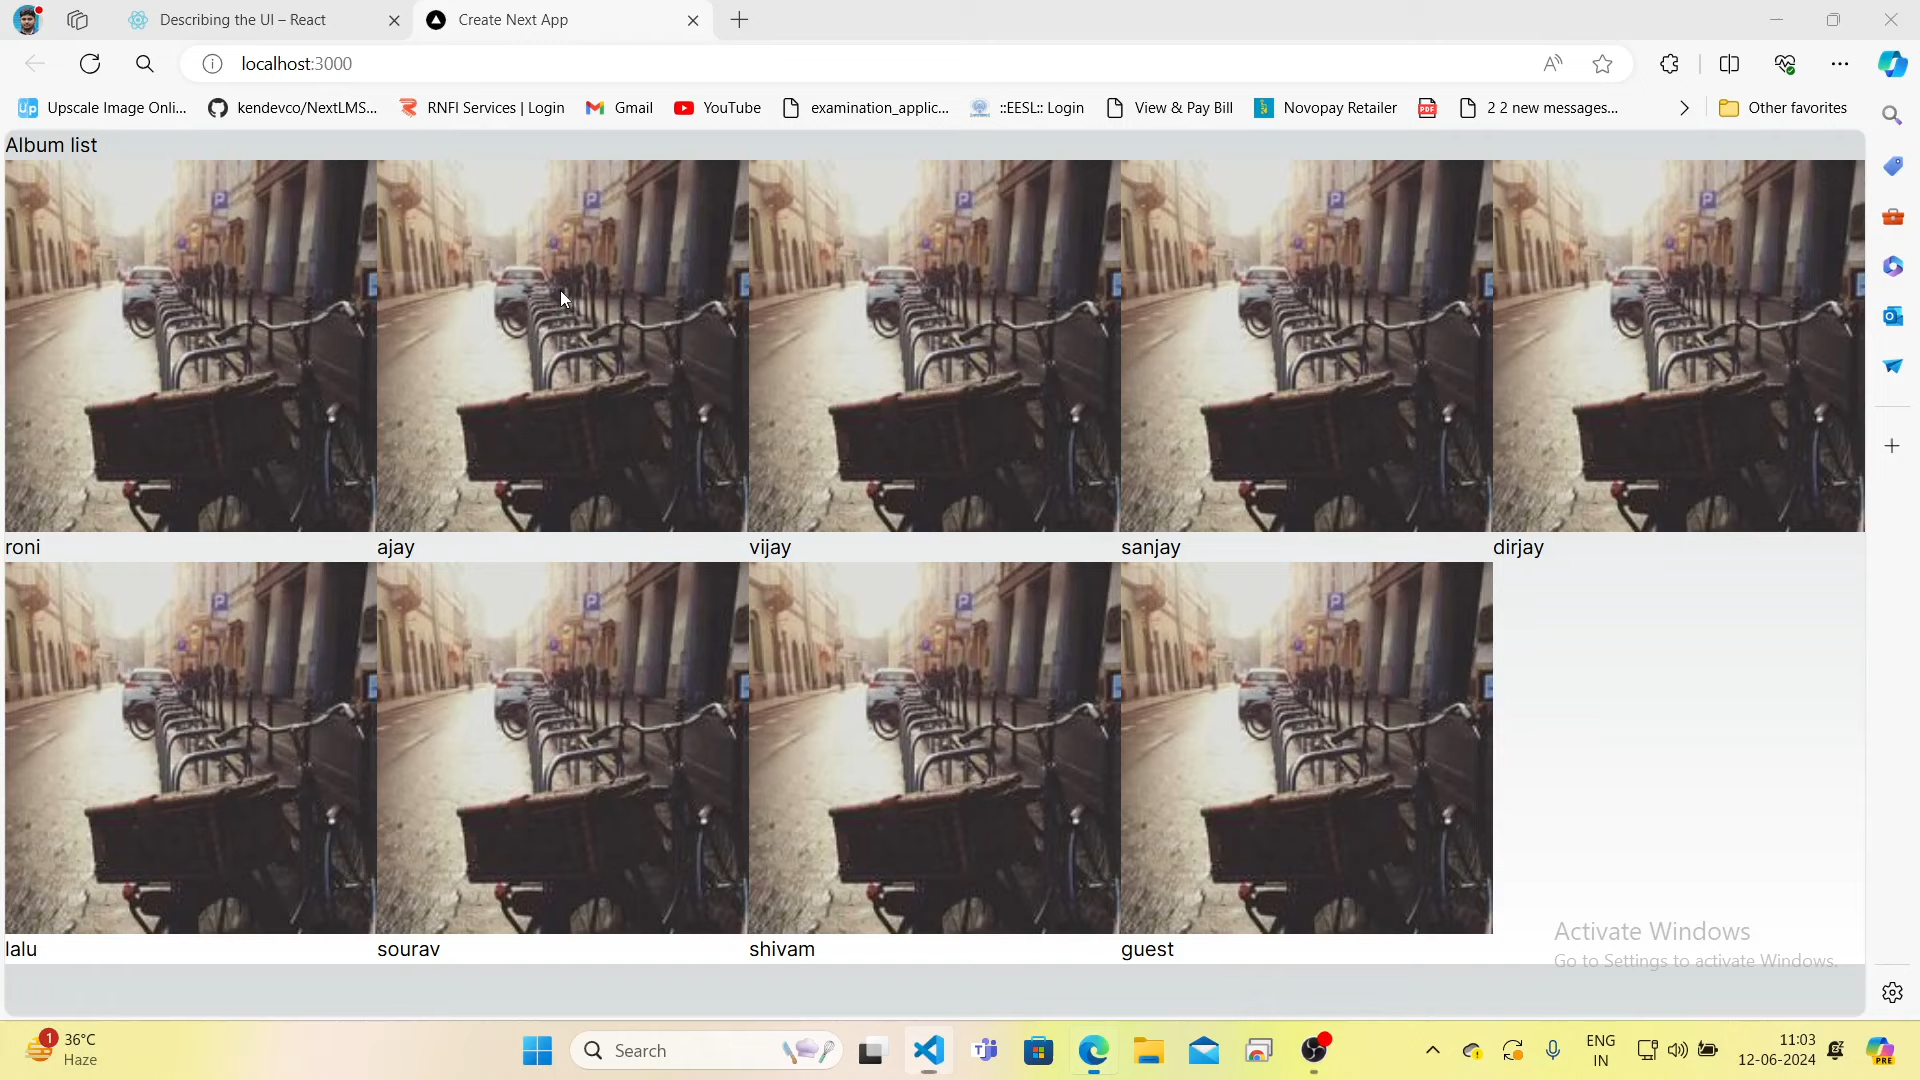 Describing the UI – React
Create Next App
localhost:3000
Upscale Image Onli...
kendevco/NextLMS...
RNFI Services | Login
Gmail
YouTube
examination_applic...
::EESL:: Login
View & Pay Bill
Novopay Retailer
2 2 new messages...
Other favorites
Album list
roni
ajay
vijay
sanjay
dirjay
lalu
sourav
shivam
guest
Activate Windows
Go to Settings to activate Windows.
1
36°C
Haze
Search
ENG
IN
11:03
12-06-2024
PRE